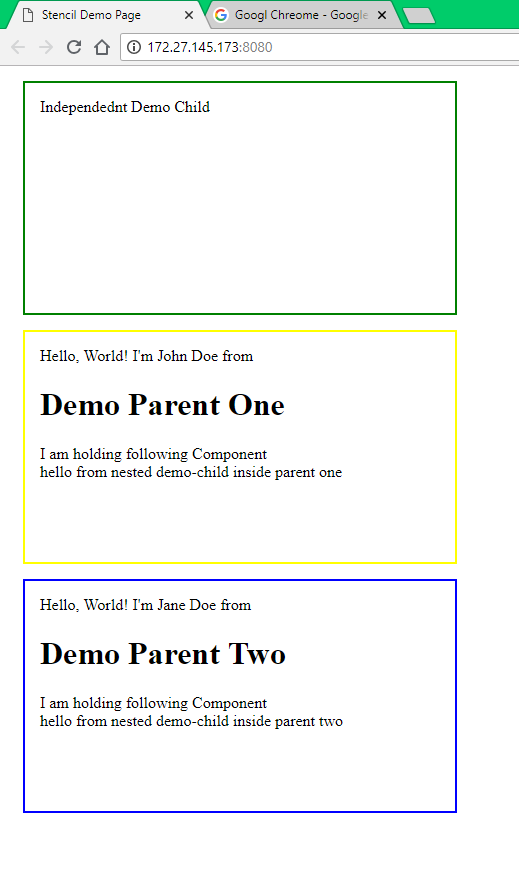 Stencil Demo Page
Googl Chreome - Google
172.27.145.173:8080
Independednt Demo Child
Hello, World! I'm John Doe from
Demo Parent One
I am holding following Component
hello from nested demo-child inside parent one
Hello, World! I'm Jane Doe from
Demo Parent Two
I am holding following Component
hello from nested demo-child inside parent two